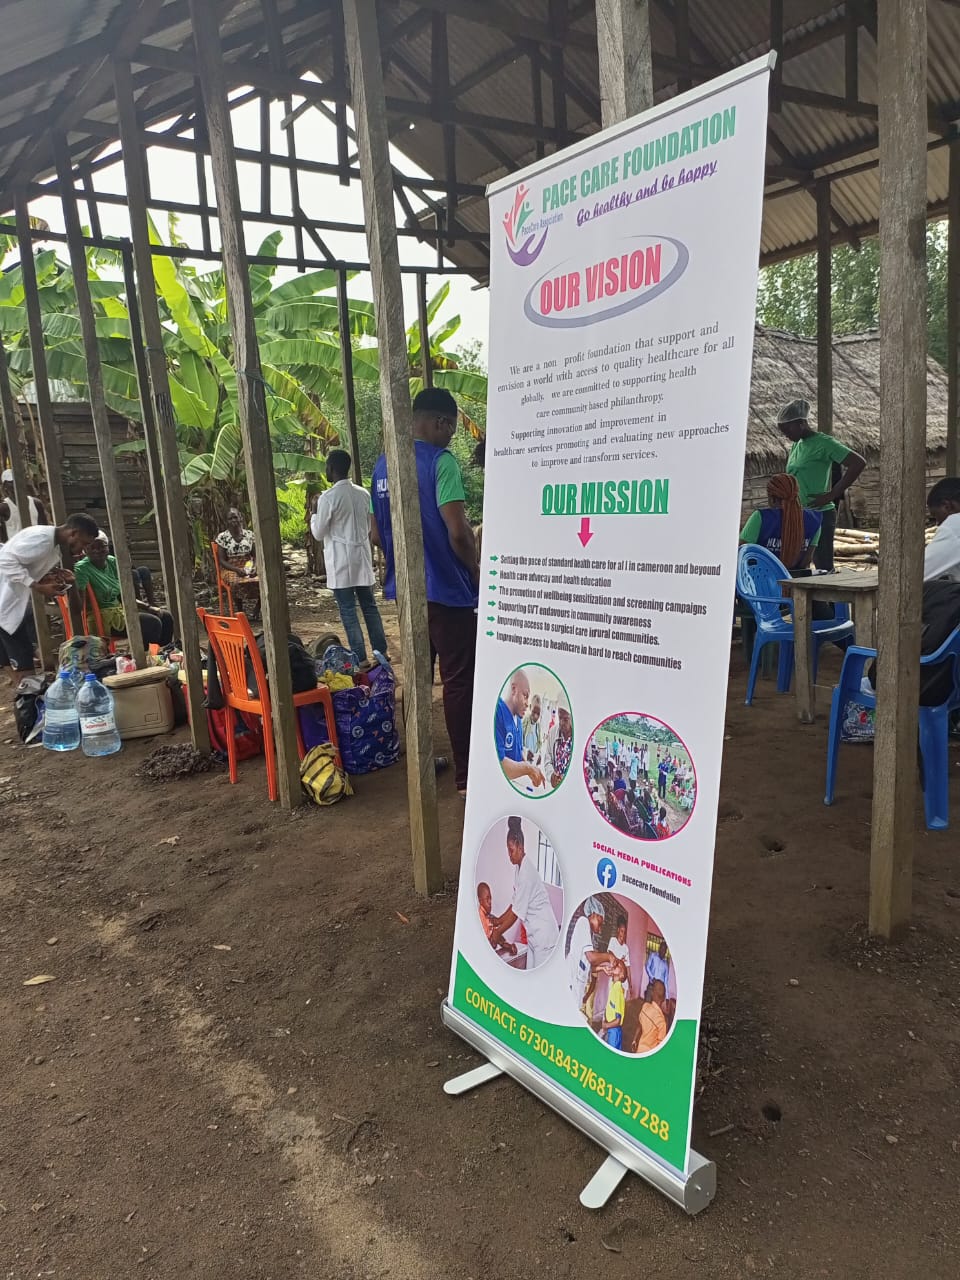 PACE CARE FOUNDATION
Go healthy and be happy
PaceCare Association
OUR VISION
We are a non profit foundation that support and
envision a world with access to quality healthcare for all
globally. we are committed to supporting health
care community based philanthropy.
Supporting innovation and improvement in
healthcare services promoting and evaluating new approaches
to improve and transform services.
OUR MISSION
Setting the pace of standard health care for al l in cameroon and beyound
Health care advocacy and health education
The promotion of wellbeing sensitization and screening campaigns
Supporting GVT endavours in community awareness
Improving access to surgical care inrural communities.
Improving access to healthcare in hard to reach communities
SOCIAL MEDIA PUBLICATIONS
pacecare Foundation
CONTACT: 673018437/681737288